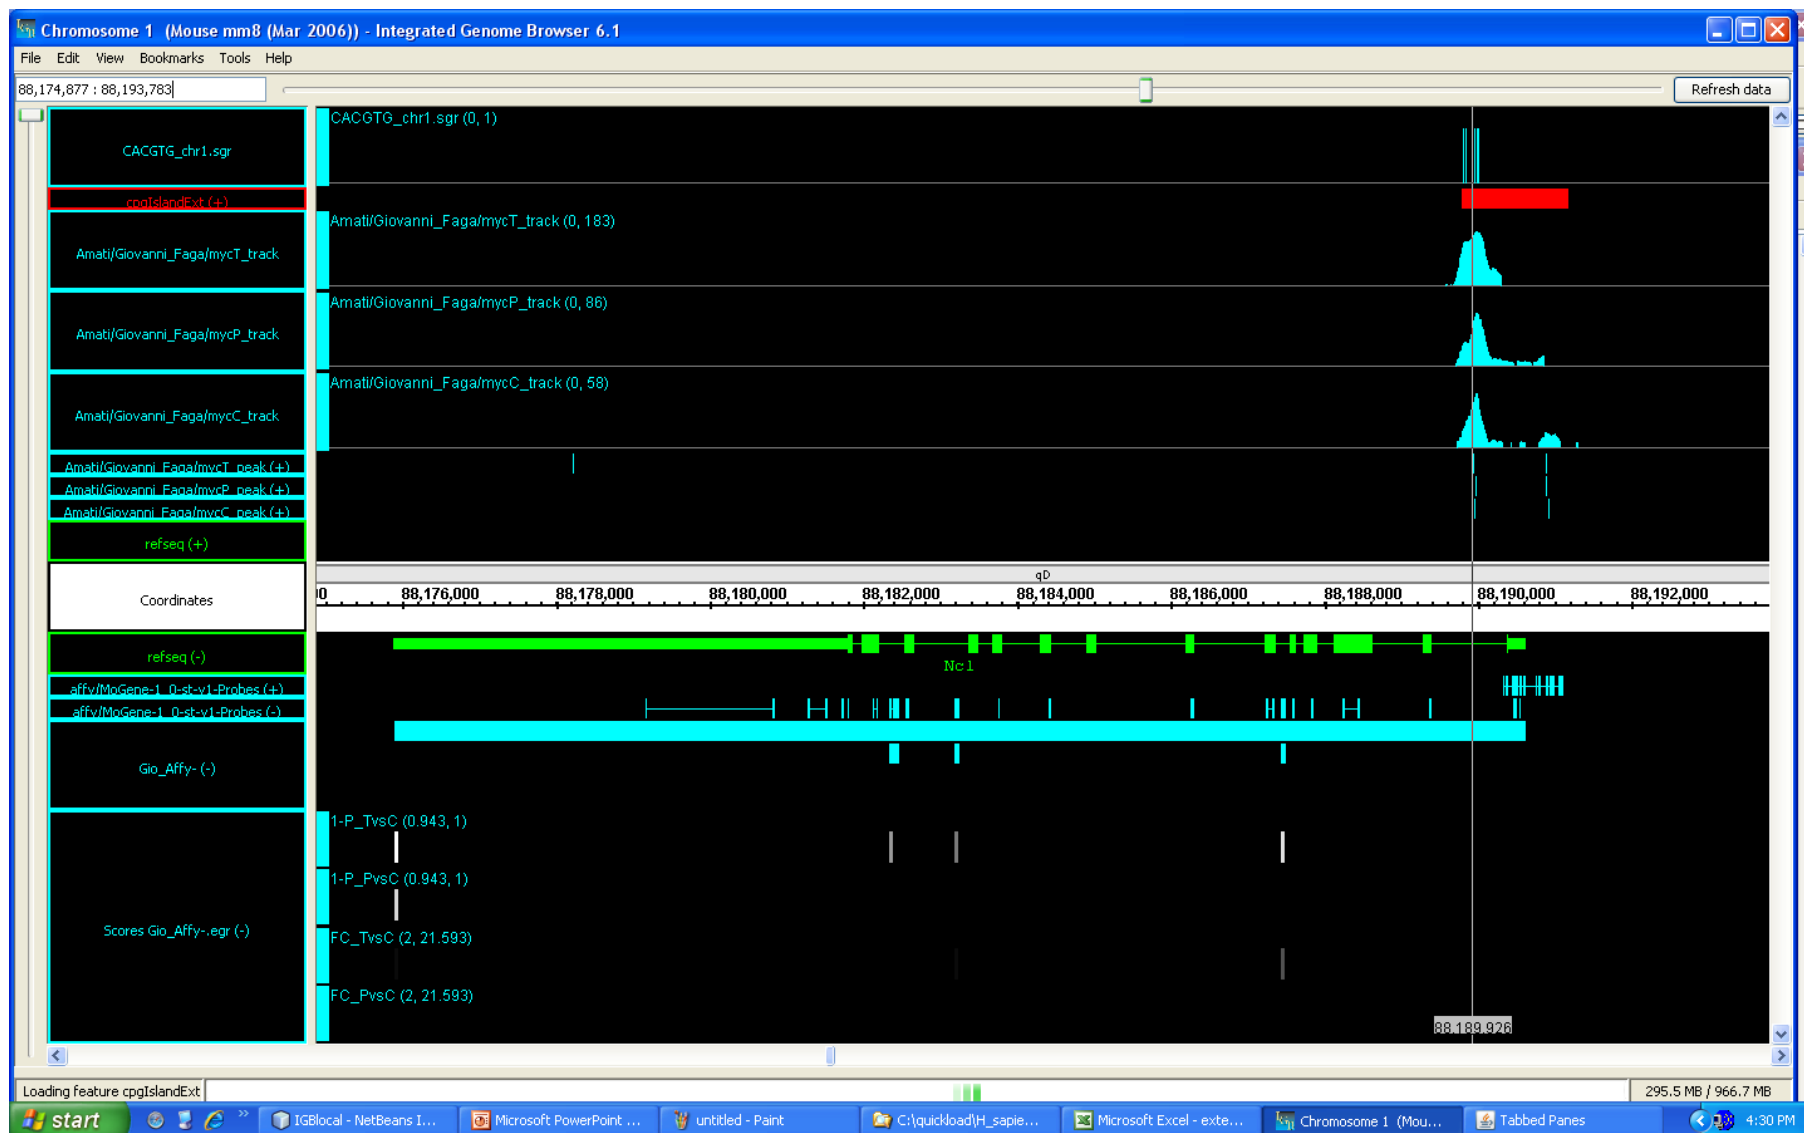 Chromosome 1 (Mouse mm8 (Mar 2006)) - Integrated Genome Browser 6.1
File Edit View Bookmarks Tools Help
88,174,877 : 88,193,783
Refresh data
CACGTG_chr1.sgr
CACGTG_chr1.sgr (0, 1)
cpgIslandExt (+)
Amati/Giovanni_Faga/mycT_track
Amati/Giovanni_Faga/mycT_track (0, 183)
Amati/Giovanni_Faga/mycP_track
Amati/Giovanni_Faga/mycP_track (0, 86)
Amati/Giovanni_Faga/mycC_track
Amati/Giovanni_Faga/mycC_track (0, 58)
Amati/Giovanni_Faga/mycT_peak (+)
Amati/Giovanni_Faga/mycP_peak (+)
Amati/Giovanni_Faga/mycC_peak (+)
refseq (+)
qD
Coordinates
0 88,176,000 88,178,000 88,180,000 88,182,000 88,184,000 88,186,000 88,188,000 88,190,000 88,192,000
refseq (-)
Ncl
affy/MoGene-1_0-st-v1-Probes (+)
affy/MoGene-1_0-st-v1-Probes (-)
Gio_Affy- (-)
Scores Gio_Affy-.egr (-)
1-P_TvsC (0.943, 1)
1-P_PvsC (0.943, 1)
FC_TvsC (2, 21.593)
FC_PvsC (2, 21.593)
88,189,926
Loading feature cpgIslandExt
295.5 MB / 966.7 MB
start
IGBlocal - NetBeans I...
Microsoft PowerPoint ...
untitled - Paint
C:\quickload\H_sapie...
Microsoft Excel - exte...
Chromosome 1 (Mou...
Tabbed Panes
4:30 PM